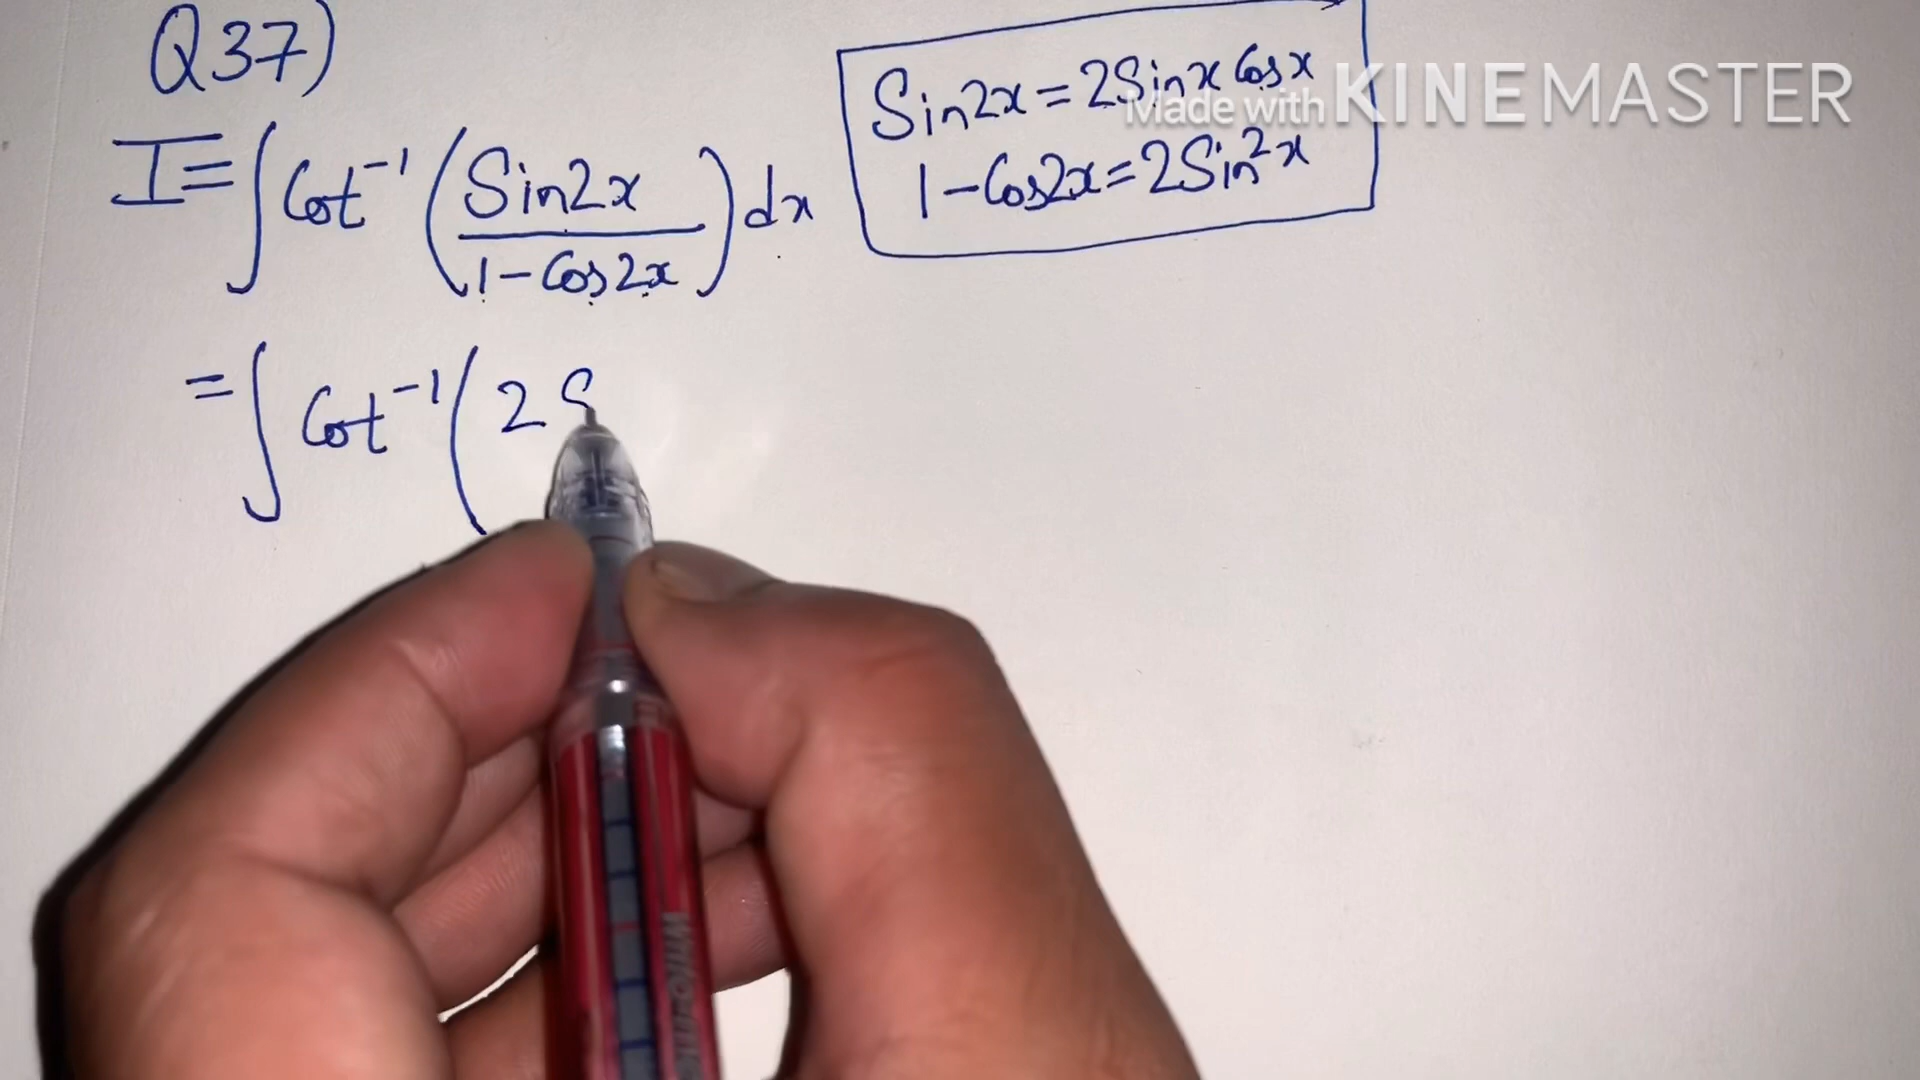 Q37)
I = ∫ Cot⁻¹ (Sin2x / 1 - Cos2x) dx
Sin2x = 2Sinx Cosx
1 - Cos2x = 2Sin²x
Made with KINEMASTER
= ∫ Cot⁻¹ ( 2 S